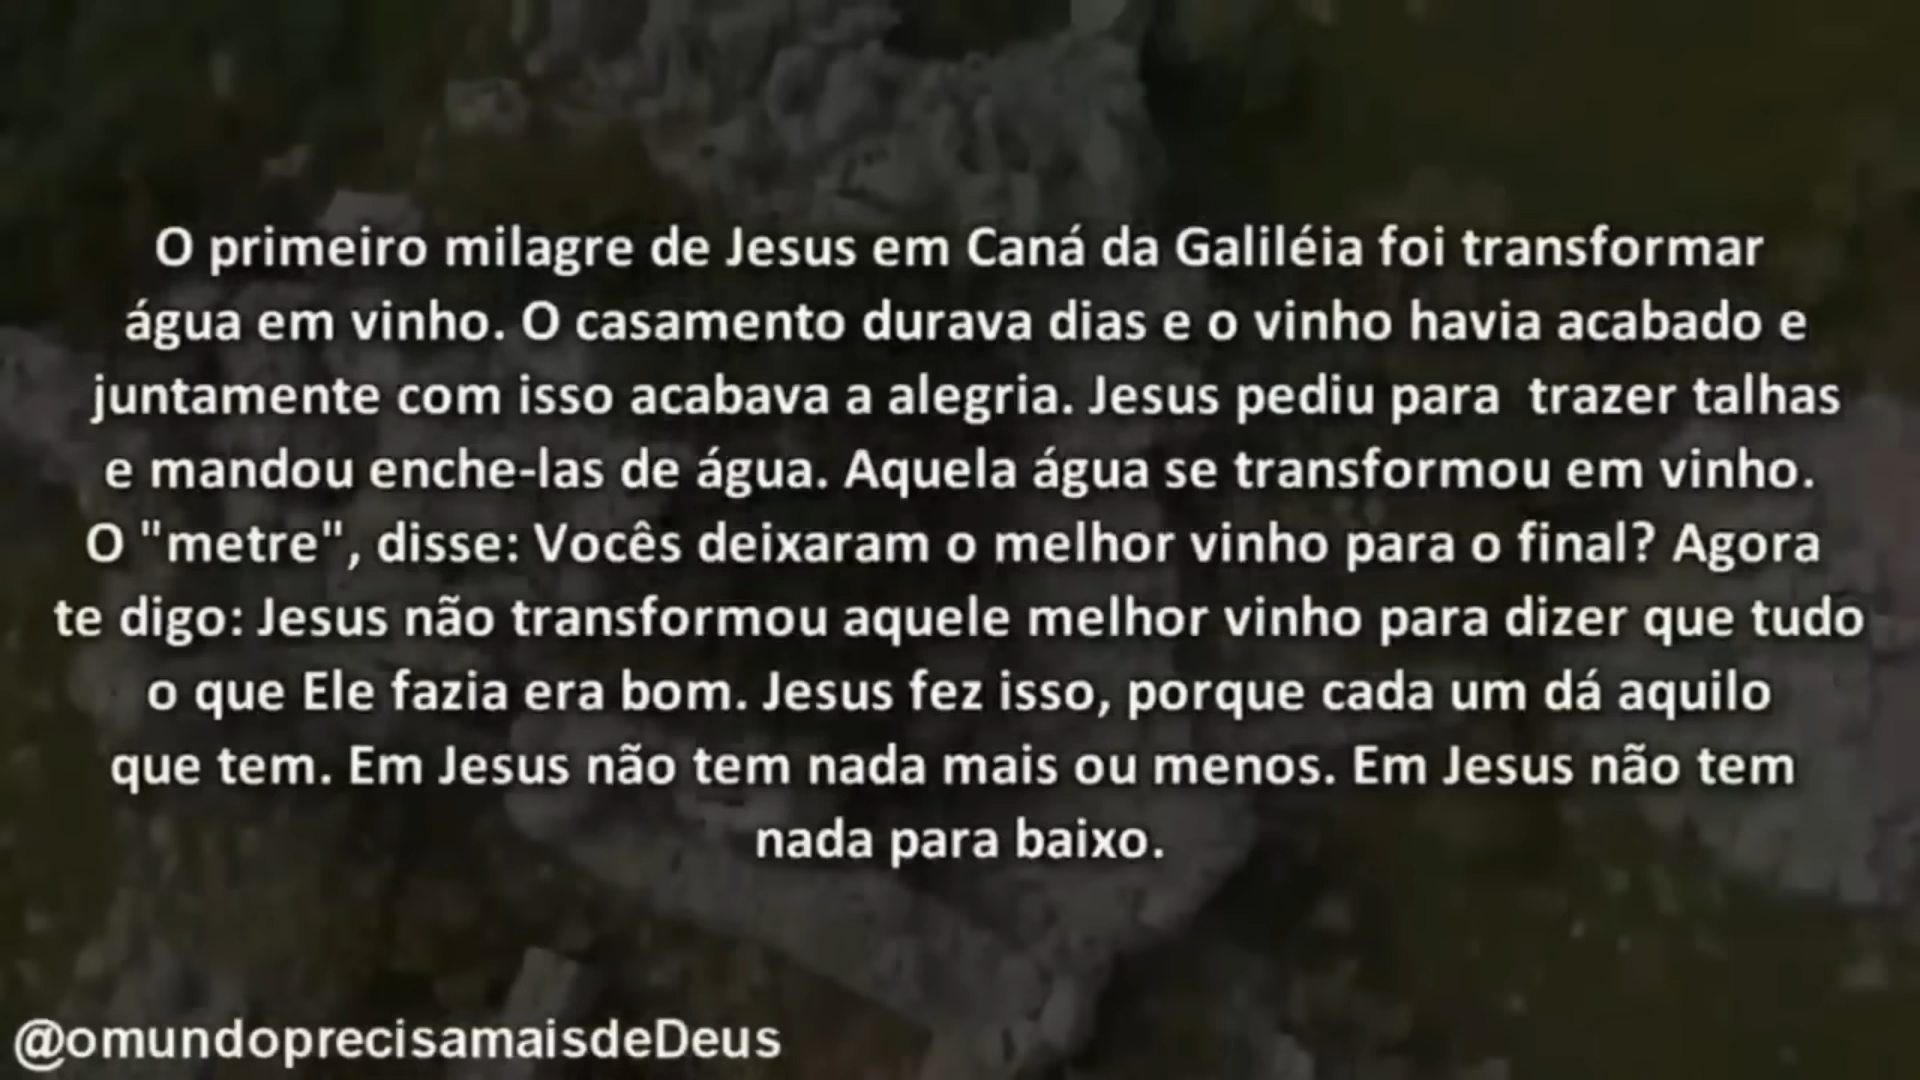 O primeiro milagre de Jesus em Caná da Galiléia foi transformar
água em vinho. O casamento durava dias e o vinho havia acabado e
juntamente com isso acabava a alegria. Jesus pediu para  trazer talhas
e mandou enche-las de água. Aquela água se transformou em vinho.
O "metre", disse: Vocês deixaram o melhor vinho para o final? Agora
te digo: Jesus não transformou aquele melhor vinho para dizer que tudo
o que Ele fazia era bom. Jesus fez isso, porque cada um dá aquilo
que tem. Em Jesus não tem nada mais ou menos. Em Jesus não tem
nada para baixo.
@omundoprecisamaisdeDeus